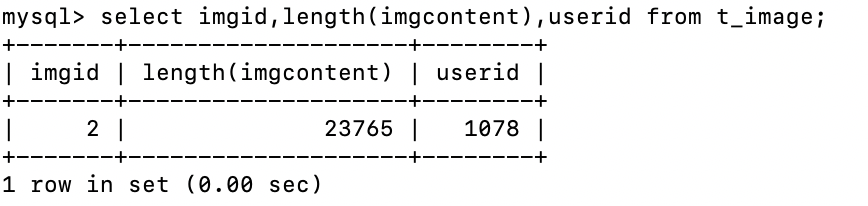 mysql> select imgid,length(imgcontent),userid from t_image;
+-------+--------------------+--------+
| imgid | length(imgcontent) | userid |
+-------+--------------------+--------+
|     2 |              23765 |   1078 |
+-------+--------------------+--------+
1 row in set (0.00 sec)